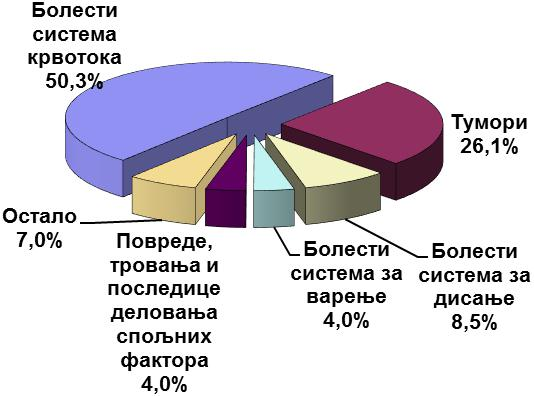 Болести
система
крвотока
50,3%
Тумори
26,1%
Болести
система за
дисање
8,5%
Болести
система за
варење
4,0%
Повреде,
тровања и
последице
деловања
спољних
фактора
4,0%
Остало
7,0%